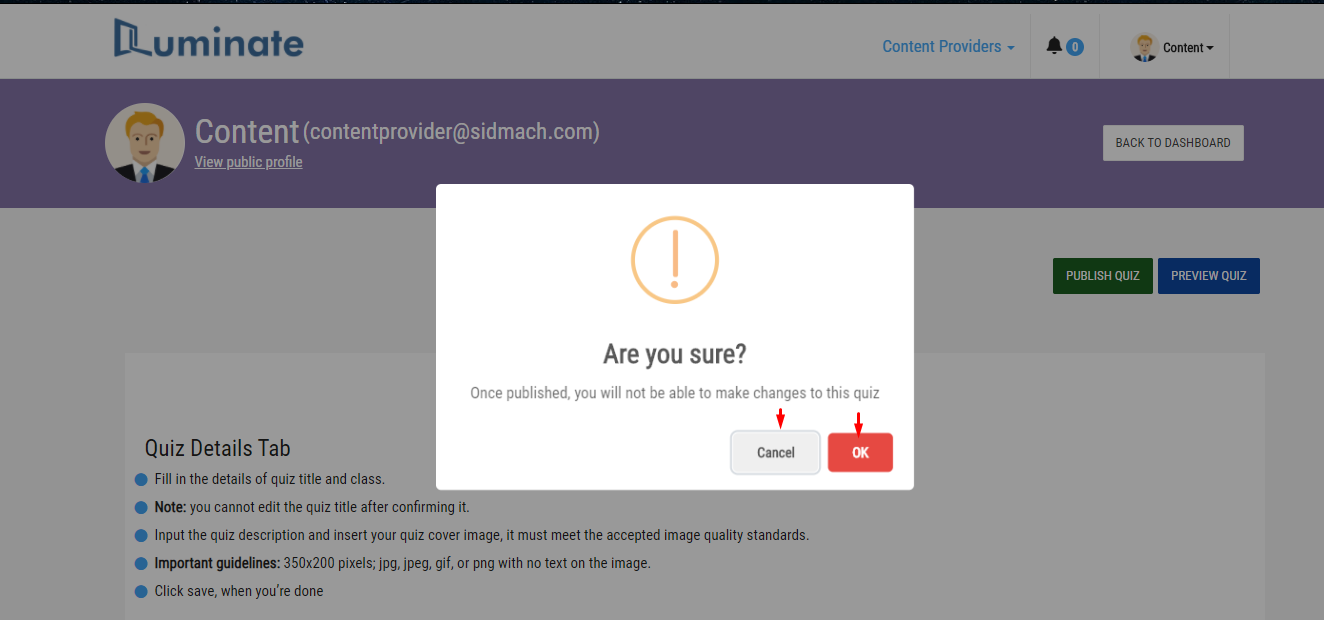 Luminate
Content Providers
0
Content
Content (contentprovider@sidmach.com)
View public profile
BACK TO DASHBOARD
PUBLISH QUIZ
PREVIEW QUIZ
Are you sure?
Once published, you will not be able to make changes to this quiz
Cancel
OK
Quiz Details Tab
Fill in the details of quiz title and class.
Note: you cannot edit the quiz title after confirming it.
Input the quiz description and insert your quiz cover image, it must meet the accepted image quality standards.
Important guidelines: 350x200 pixels; jpg, jpeg, gif, or png with no text on the image.
Click save, when you're done